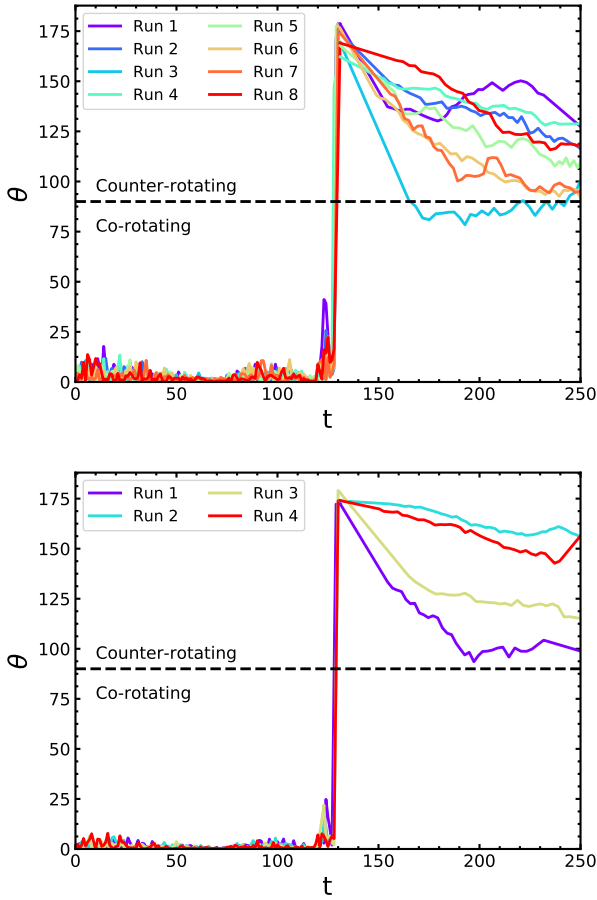 175
150
125
100
75
50
25
0
θ
Run 1
Run 2
Run 3
Run 4
Run 5
Run 6
Run 7
Run 8
Counter-rotating
Co-rotating
0 50 100 150 200 250
t
175
150
125
100
75
50
25
0
θ
Run 1
Run 2
Run 3
Run 4
Counter-rotating
Co-rotating
0 50 100 150 200 250
t